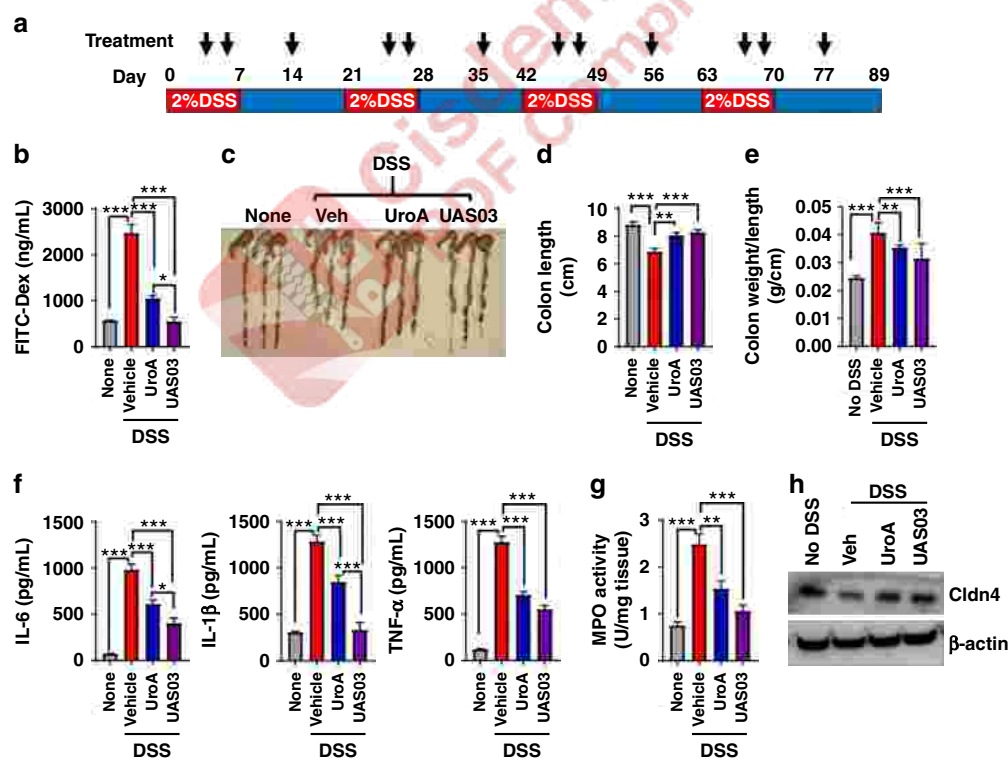 a
Treatment
Day 0 7 14 21 28 35 42 49 56 63 70 77 89
2%DSS 2%DSS 2%DSS 2%DSS
b
FITC-Dex (ng/mL)
3000
2000
1000
0
***
*** ***
*
None
Vehicle
UroA
UAS03
DSS
c
DSS
None Veh UroA UAS03
d
Colon length
(cm)
10
8
6
4
2
0
*** ***
**
None
Vehicle
UroA
UAS03
DSS
e
Colon weight/length
(g/cm)
0.05
0.04
0.03
0.02
0.01
0.00
***
*** **
No DSS
Vehicle
UroA
UAS03
DSS
f
IL-6 (pg/mL)
1500
1000
500
0
***
*** ***
*
None
Vehicle
UroA
UAS03
DSS
IL-1β (pg/mL)
1500
1000
500
0
***
*** ***
***
None
Vehicle
UroA
UAS03
DSS
TNF-α (pg/mL)
1500
1000
500
0
***
*** ***
None
Vehicle
UroA
UAS03
DSS
g
MPO activity
(U/mg tissue)
3
2
1
0
***
*** **
None
Vehicle
UroA
UAS03
DSS
h
DSS
No DSS
Veh
UroA
UAS03
Cldn4
β-actin